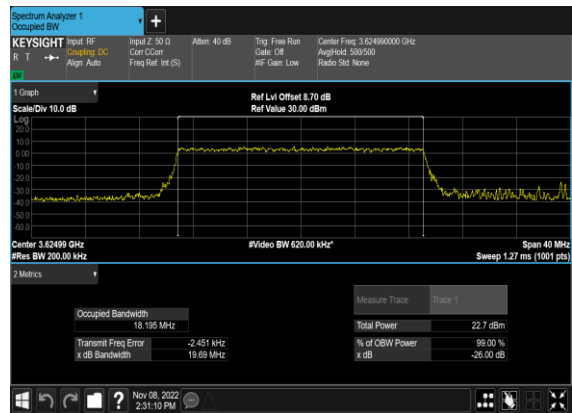 Spectrum Analyzer 1
Occupied BW
+
KEYSIGHT Input: RF Input Z: 50 Ω Atten: 40 dB Trig: Free Run Center Freq: 3.624990000 GHz
R T Coupling: DC Corr CCorr Gate: Off Avg|Hold: 500/500
Align: Auto Freq Ref: Int (S) #IF Gain: Low Radio Std: None
1 Graph
Ref Lvl Offset 8.70 dB
Scale/Div 10.0 dB Ref Value 30.00 dBm
Log
20.0
10.0
0.00
-10.0
-20.0
-30.0
-40.0
-50.0
-60.0
Center 3.62499 GHz #Video BW 620.00 kHz* Span 40 MHz
#Res BW 200.00 kHz Sweep 1.27 ms (1001 pts)
2 Metrics
Measure Trace Trace 1
Occupied Bandwidth
18.195 MHz Total Power 22.7 dBm
Transmit Freq Error -2.451 kHz % of OBW Power 99.00 %
x dB Bandwidth 19.69 MHz x dB -26.00 dB
? Nov 08, 2022
2:31:10 PM